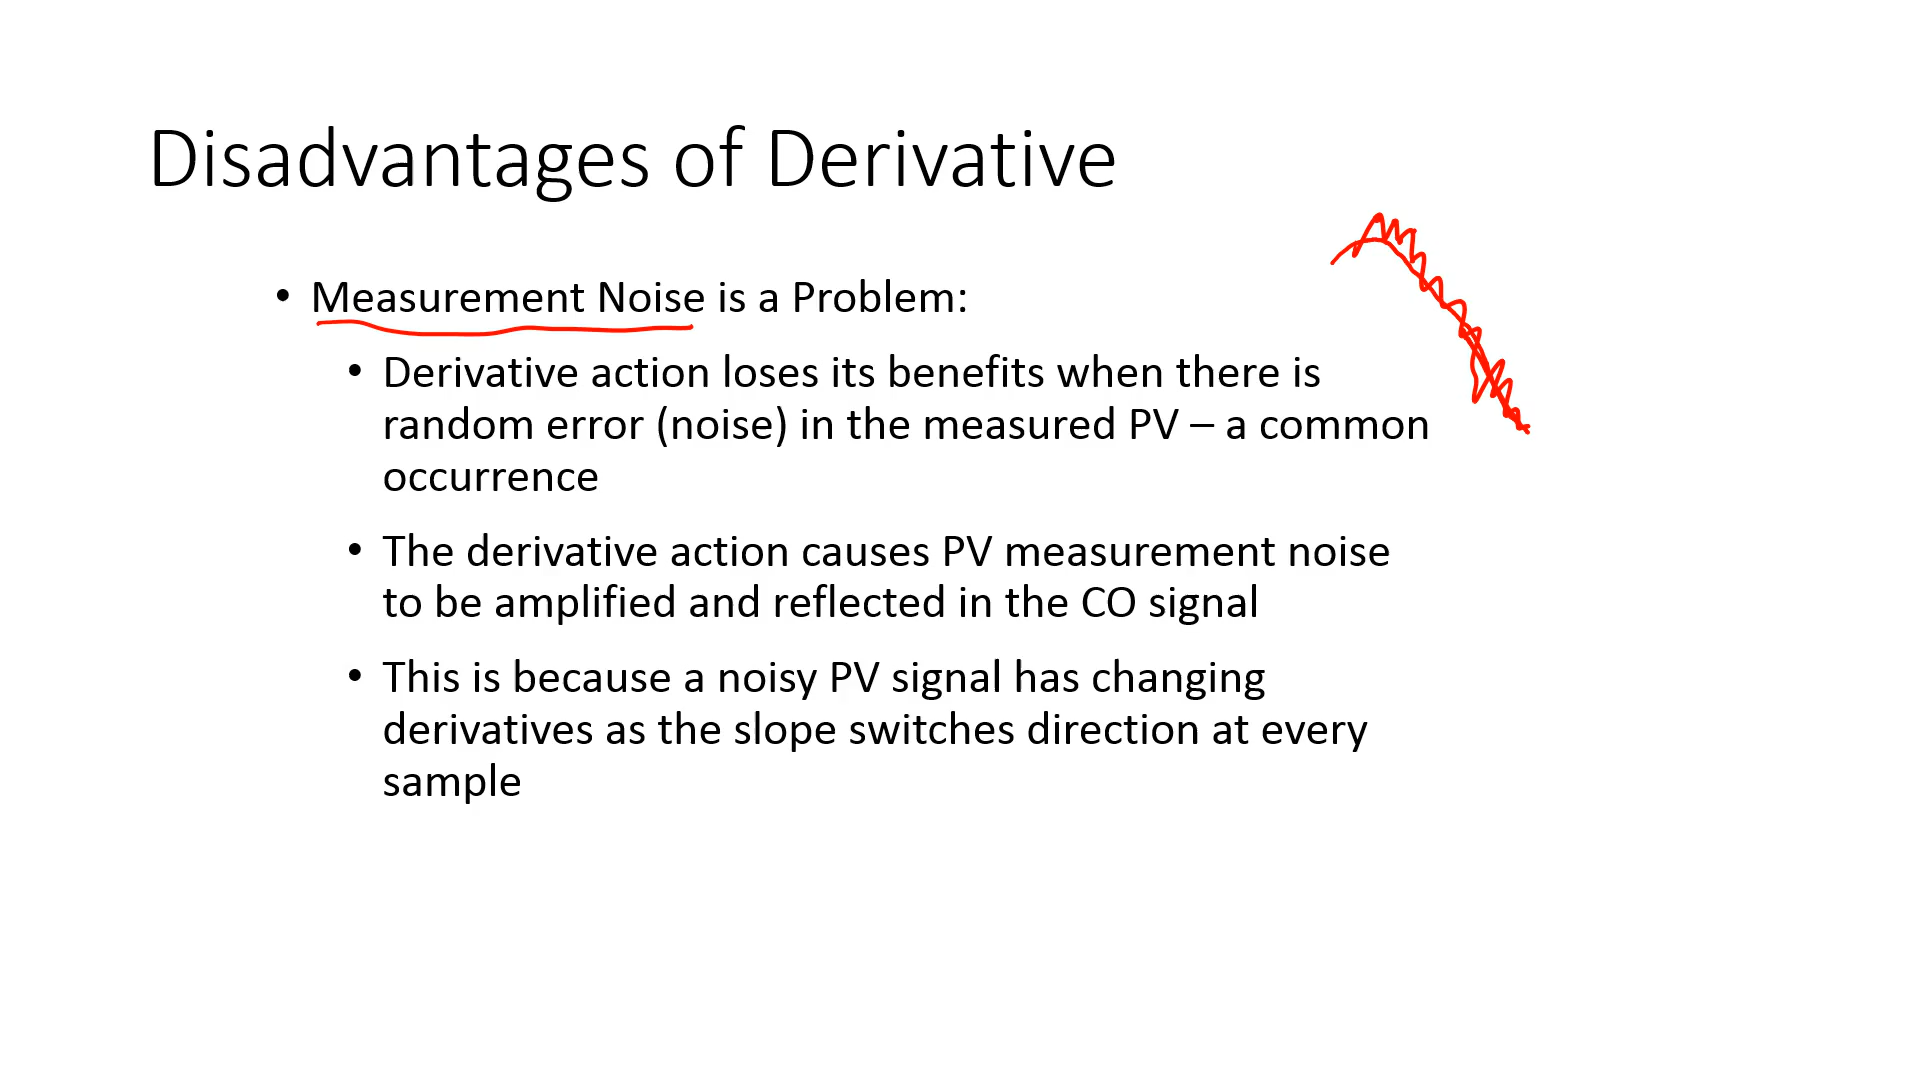 Disadvantages of Derivative
• Measurement Noise is a Problem:
• Derivative action loses its benefits when there is
random error (noise) in the measured PV – a common
occurrence
• The derivative action causes PV measurement noise
to be amplified and reflected in the CO signal
• This is because a noisy PV signal has changing
derivatives as the slope switches direction at every
sample